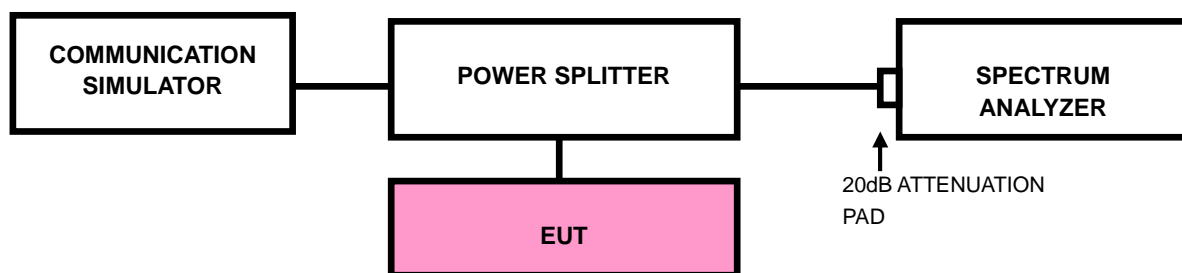 COMMUNICATION
SIMULATOR
POWER SPLITTER
SPECTRUM
ANALYZER
20dB ATTENUATION
PAD
EUT